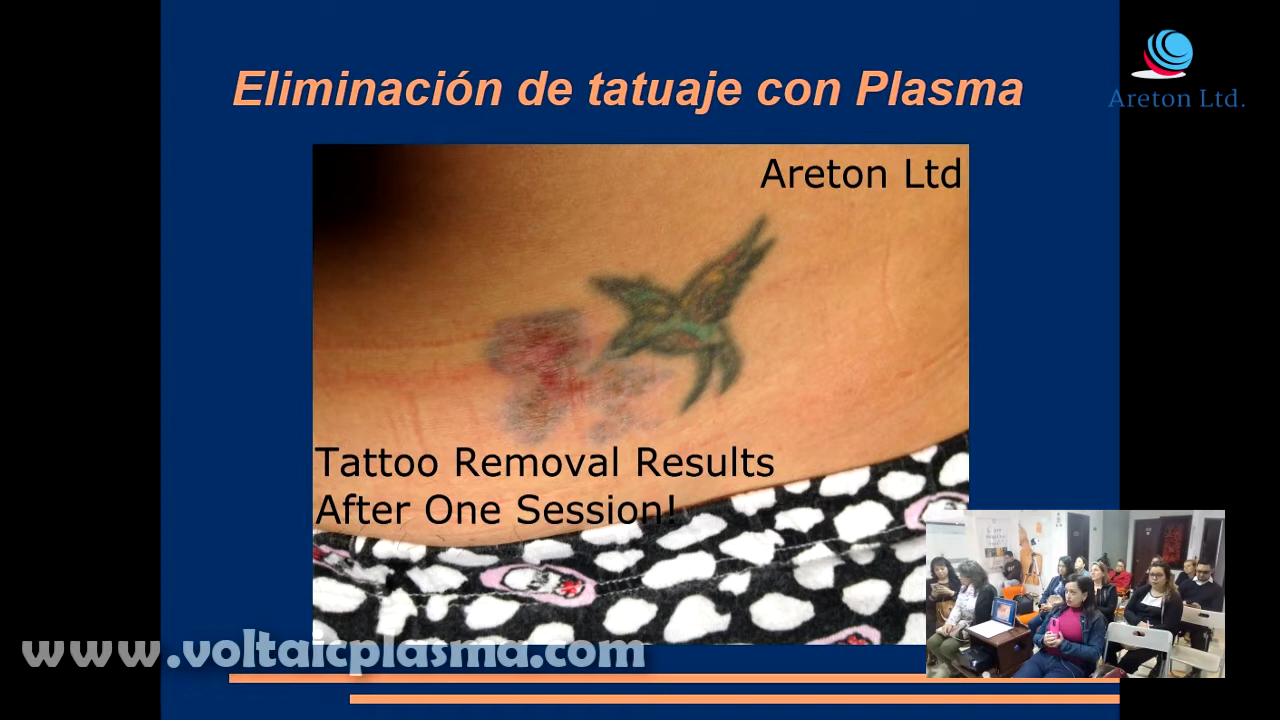 Eliminación de tatuaje con Plasma
Areton Ltd.
Areton Ltd
Tattoo Removal Results
After One Session!
www.voltaicplasma.com